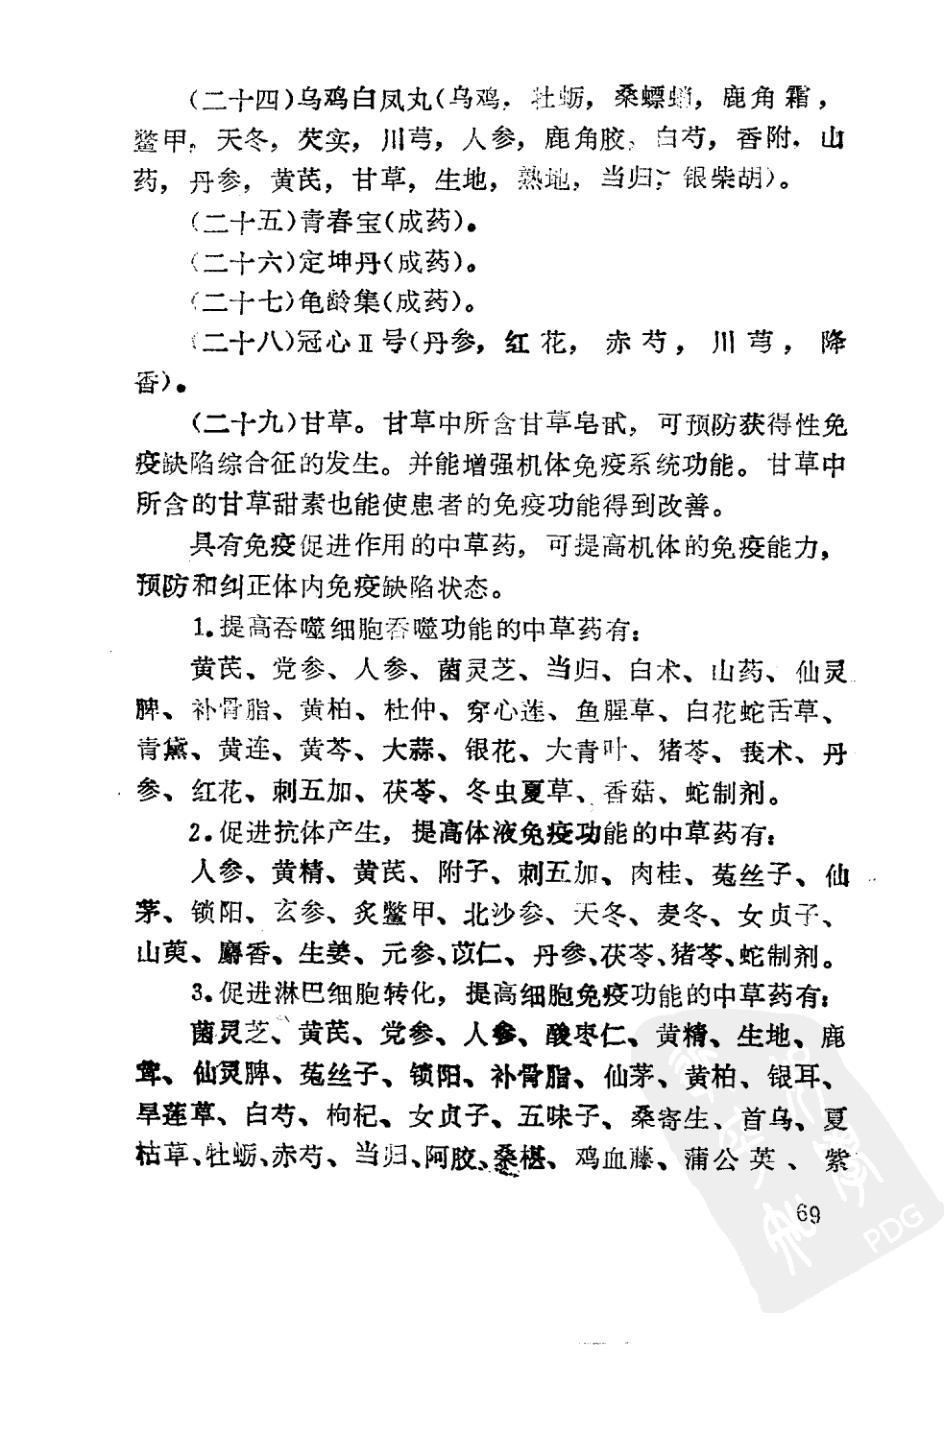 (二十四)乌鸡白凤丸(乌鸡，牡蛎，桑螵蛸，鹿角霜，
鳖甲，天冬，芡实，川芎，人参，鹿角胶，白芍，香附，山
药，丹参，黄芪，甘草，生地，熟地，当归，银柴胡)。
(二十五)青春宝(成药)。
(二十六)定坤丹(成药)。
(二十七)龟龄集(成药)。
(二十八)冠心Ⅱ号(丹参，红花，赤芍，川芎，降
香)。
(二十九)甘草。甘草中所含甘草皂甙，可预防获得性免
疫缺陷综合征的发生。并能增强机体免疫系统功能。甘草中
所含的甘草甜素也能使患者的免疫功能得到改善。
具有免疫促进作用的中草药，可提高机体的免疫能力，
预防和纠正体内免疫缺陷状态。
1.提高吞噬细胞吞噬功能的中草药有：
黄芪、党参、人参、菌灵芝、当归、白术、山药、仙灵
脾、补骨脂、黄柏、杜仲、穿心莲、鱼腥草、白花蛇舌草、
青黛、黄连、黄芩、大蒜、银花、大青叶、猪苓、莪术、丹
参、红花、刺五加、茯苓、冬虫夏草、香菇、蛇制剂。
2.促进抗体产生，提高体液免疫功能的中草药有：
人参、黄精、黄芪、附子、刺五加、肉桂、菟丝子、仙
茅、锁阳、玄参、炙鳖甲、北沙参、天冬、麦冬、女贞子、
山萸、麝香、生姜、元参、苡仁、丹参、茯苓、猪苓、蛇制剂。
3.促进淋巴细胞转化，提高细胞免疫功能的中草药有：
菌灵芝、黄芪、党参、人参、酸枣仁、黄精、生地、鹿
茸、仙灵脾、菟丝子、锁阳、补骨脂、仙茅、黄柏、银耳、
旱莲草、白芍、枸杞、女贞子、五味子、桑寄生、首乌、夏
枯草、牡蛎、赤芍、当归、阿胶、桑椹、鸡血藤、蒲公英、紫
69
PDG